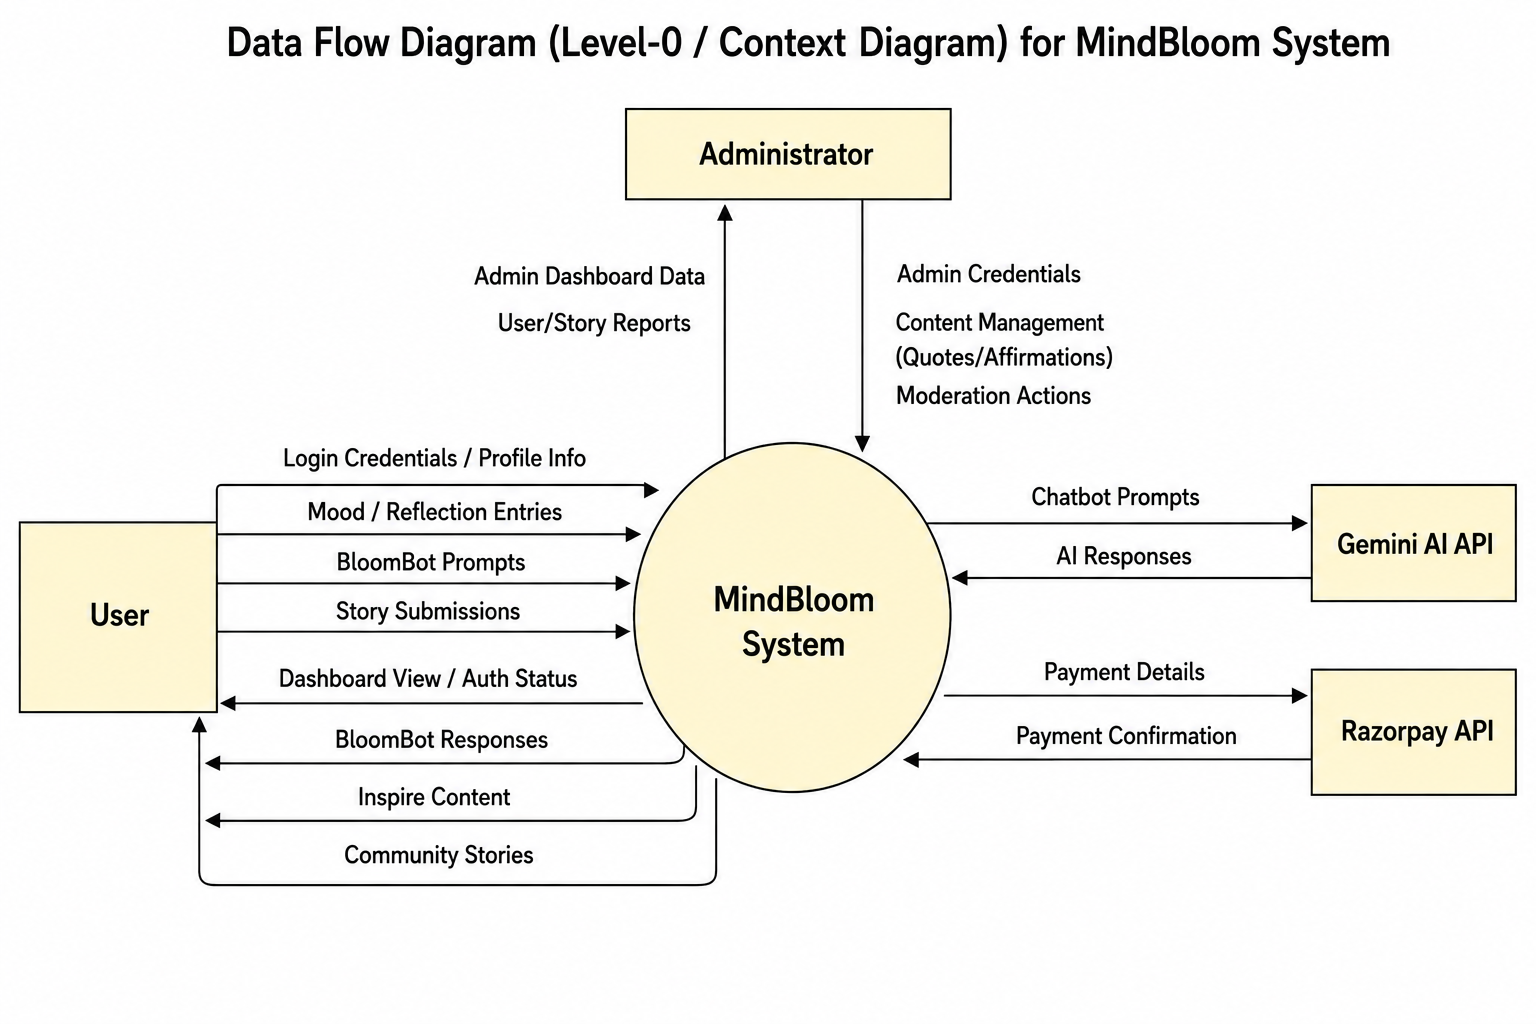 Data Flow Diagram (Level-0 / Context Diagram) for MindBloom System
Administrator
Admin Dashboard Data
User/Story Reports
Admin Credentials
Content Management
(Quotes/Affirmations)
Moderation Actions
Login Credentials / Profile Info
Mood / Reflection Entries
BloomBot Prompts
Story Submissions
User
Dashboard View / Auth Status
BloomBot Responses
Inspire Content
Community Stories
MindBloom
System
Chatbot Prompts
AI Responses
Gemini AI API
Payment Details
Payment Confirmation
Razorpay API